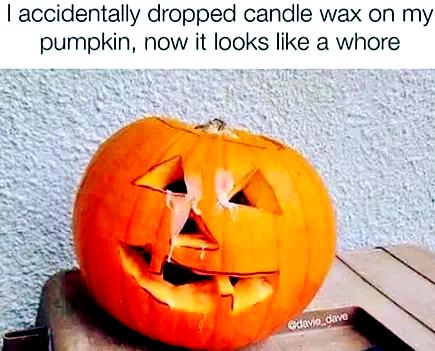 I accidentally dropped candle wax on my
pumpkin, now it looks like a whore
@davie_dave